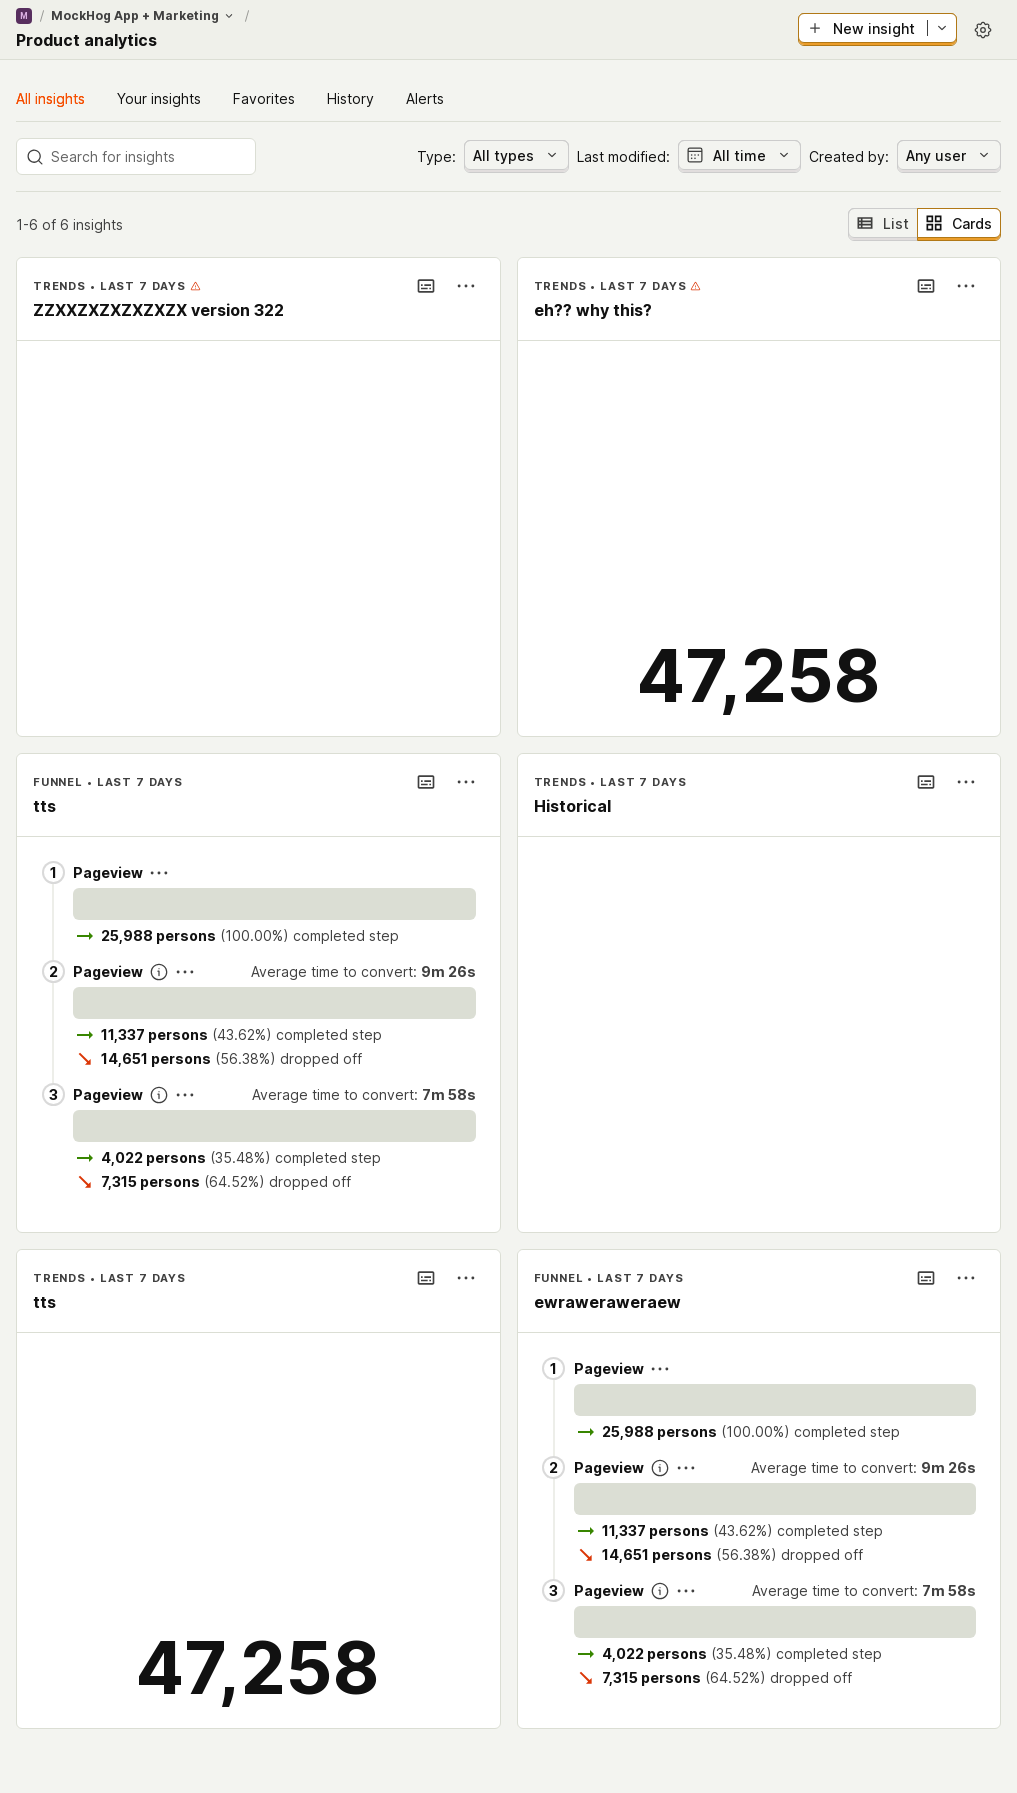 M / MockHog App + Marketing /
Product analytics
New insight
All insights
Your insights
Favorites
History
Alerts
Search for insights
Type: All types
Last modified: All time
Created by: Any user
1-6 of 6 insights
List
Cards
TRENDS • LAST 7 DAYS
ZZXXZXZXZXZXZX version 322
TRENDS • LAST 7 DAYS
eh?? why this?
47,258
FUNNEL • LAST 7 DAYS
tts
1 Pageview
25,988 persons (100.00%) completed step
2 Pageview Average time to convert: 9m 26s
11,337 persons (43.62%) completed step
14,651 persons (56.38%) dropped off
3 Pageview Average time to convert: 7m 58s
4,022 persons (35.48%) completed step
7,315 persons (64.52%) dropped off
TRENDS • LAST 7 DAYS
Historical
TRENDS • LAST 7 DAYS
tts
47,258
FUNNEL • LAST 7 DAYS
ewraweraweraew
1 Pageview
25,988 persons (100.00%) completed step
2 Pageview Average time to convert: 9m 26s
11,337 persons (43.62%) completed step
14,651 persons (56.38%) dropped off
3 Pageview Average time to convert: 7m 58s
4,022 persons (35.48%) completed step
7,315 persons (64.52%) dropped off